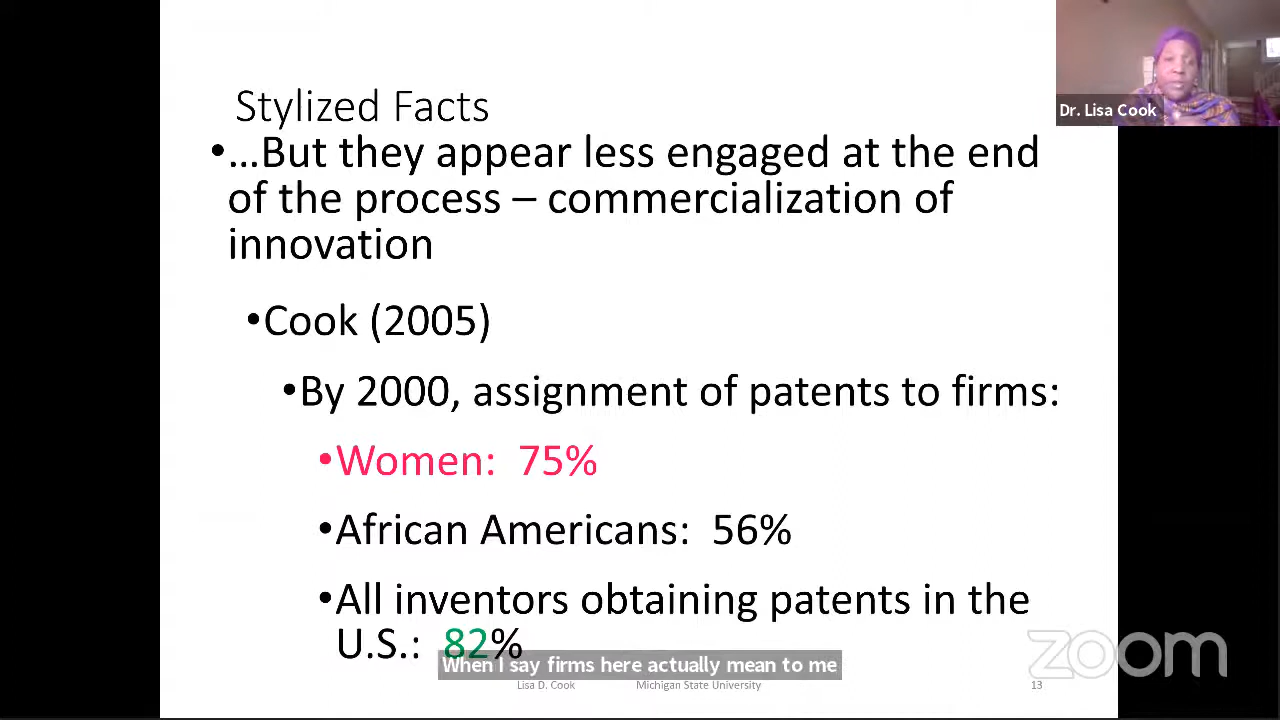 Stylized Facts
Dr. Lisa Cook
•...But they appear less engaged at the end
of the process – commercialization of
innovation
•Cook (2005)
•By 2000, assignment of patents to firms:
•Women: 75%
•African Americans: 56%
•All inventors obtaining patents in the
U.S.: 82%
zoom
When I say firms here actually mean to me
Lisa D. Cook Michigan State University 13